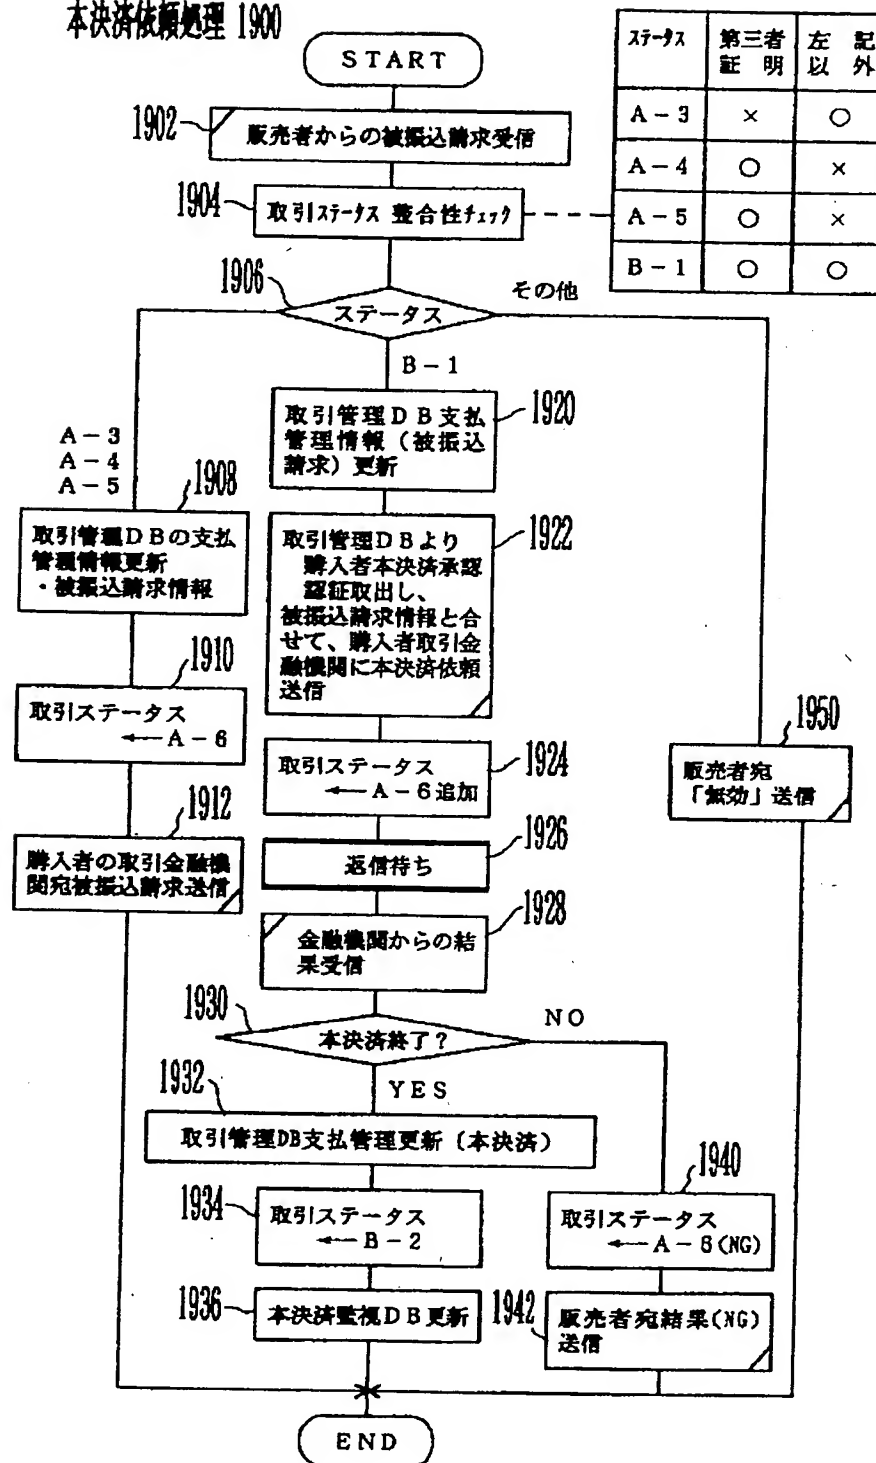 本決済依頼処理 1900
START
1902
販売者からの被振込請求受信
1904
取引ステータス 整合性チェック
ステータス 第三者証明 左記以外
A-3 × ○
A-4 ○ ×
A-5 ○ ×
B-1 ○ ○
1906
ステータス
その他
B-1
A-3
A-4
A-5
1908
取引管理DBの支払
管理情報更新
・被振込請求情報
1910
取引ステータス
←A-6
1912
購入者の取引金融機
関宛被振込請求送信
1920
取引管理DB支払
管理情報(被振込
請求)更新
1922
取引管理DBより
購入者本決済承認
認証取出し、
被振込請求情報と合
せて、購入者取引金
融機関に本決済依頼
送信
1924
取引ステータス
←A-6追加
1926
返信待ち
1928
金融機関からの結
果受信
1930
本決済終了?
NO
YES
1932
取引管理DB支払管理更新(本決済)
1934
取引ステータス
←B-2
1936
本決済監視DB更新
1940
取引ステータス
←A-6(NG)
1942
販売者宛結果(NG)
送信
1950
販売者宛
「無効」送信
END